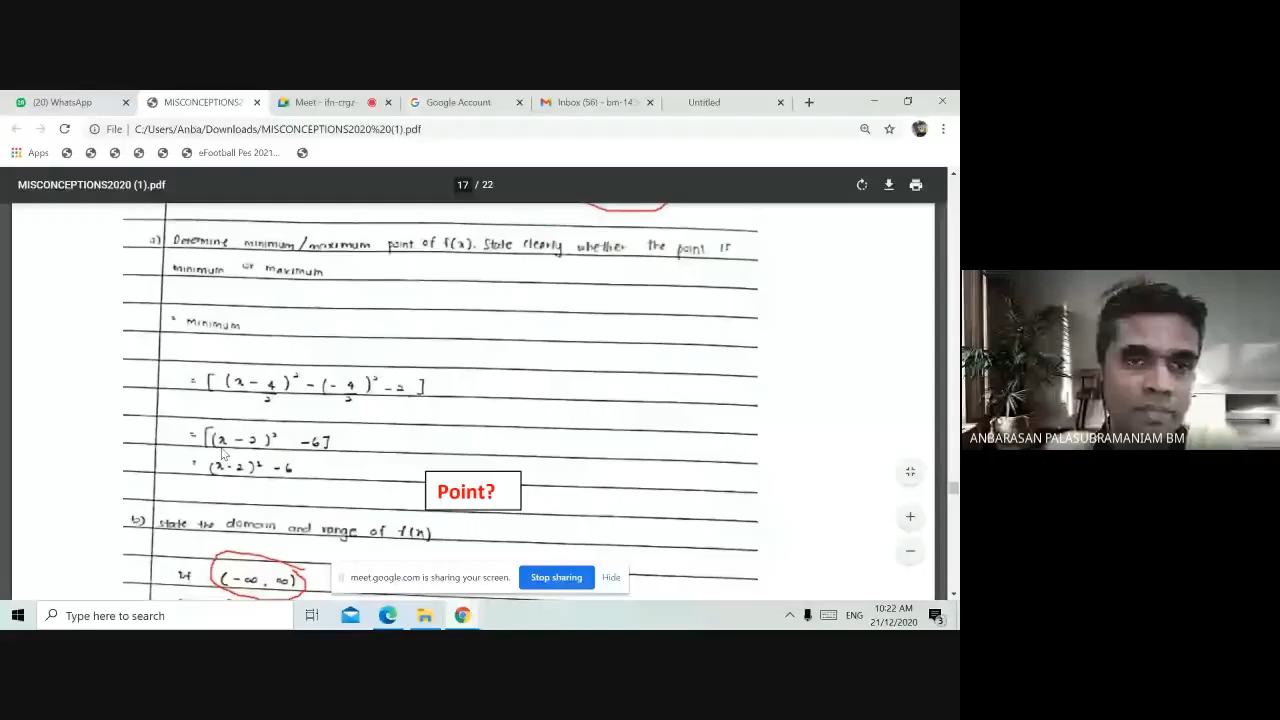 (20) WhatsApp
MISCONCEPTIONS2
Meet - ifn-crgz-
Google Account
Inbox (56) - bm-14
Untitled
File
C:/Users/Anba/Downloads/MISCONCEPTIONS2020%20(1).pdf
Apps
eFootball Pes 2021...
MISCONCEPTIONS2020 (1).pdf
17 / 22
a) Determine minimum/maximum point of f(x). State clearly whether the point is
minimum or maximum
= minimum
= [ (x - 4/2)² - (- 4/2)² - 2 ]
= [(x - 2)² - 6]
= (x - 2)² - 6
Point?
b) State the domain and range of f(x)
(-∞, ∞)
meet.google.com is sharing your screen.
Stop sharing
Hide
Type here to search
ENG
10:22 AM
21/12/2020
3
ANBARASAN PALASUBRAMANIAM BM